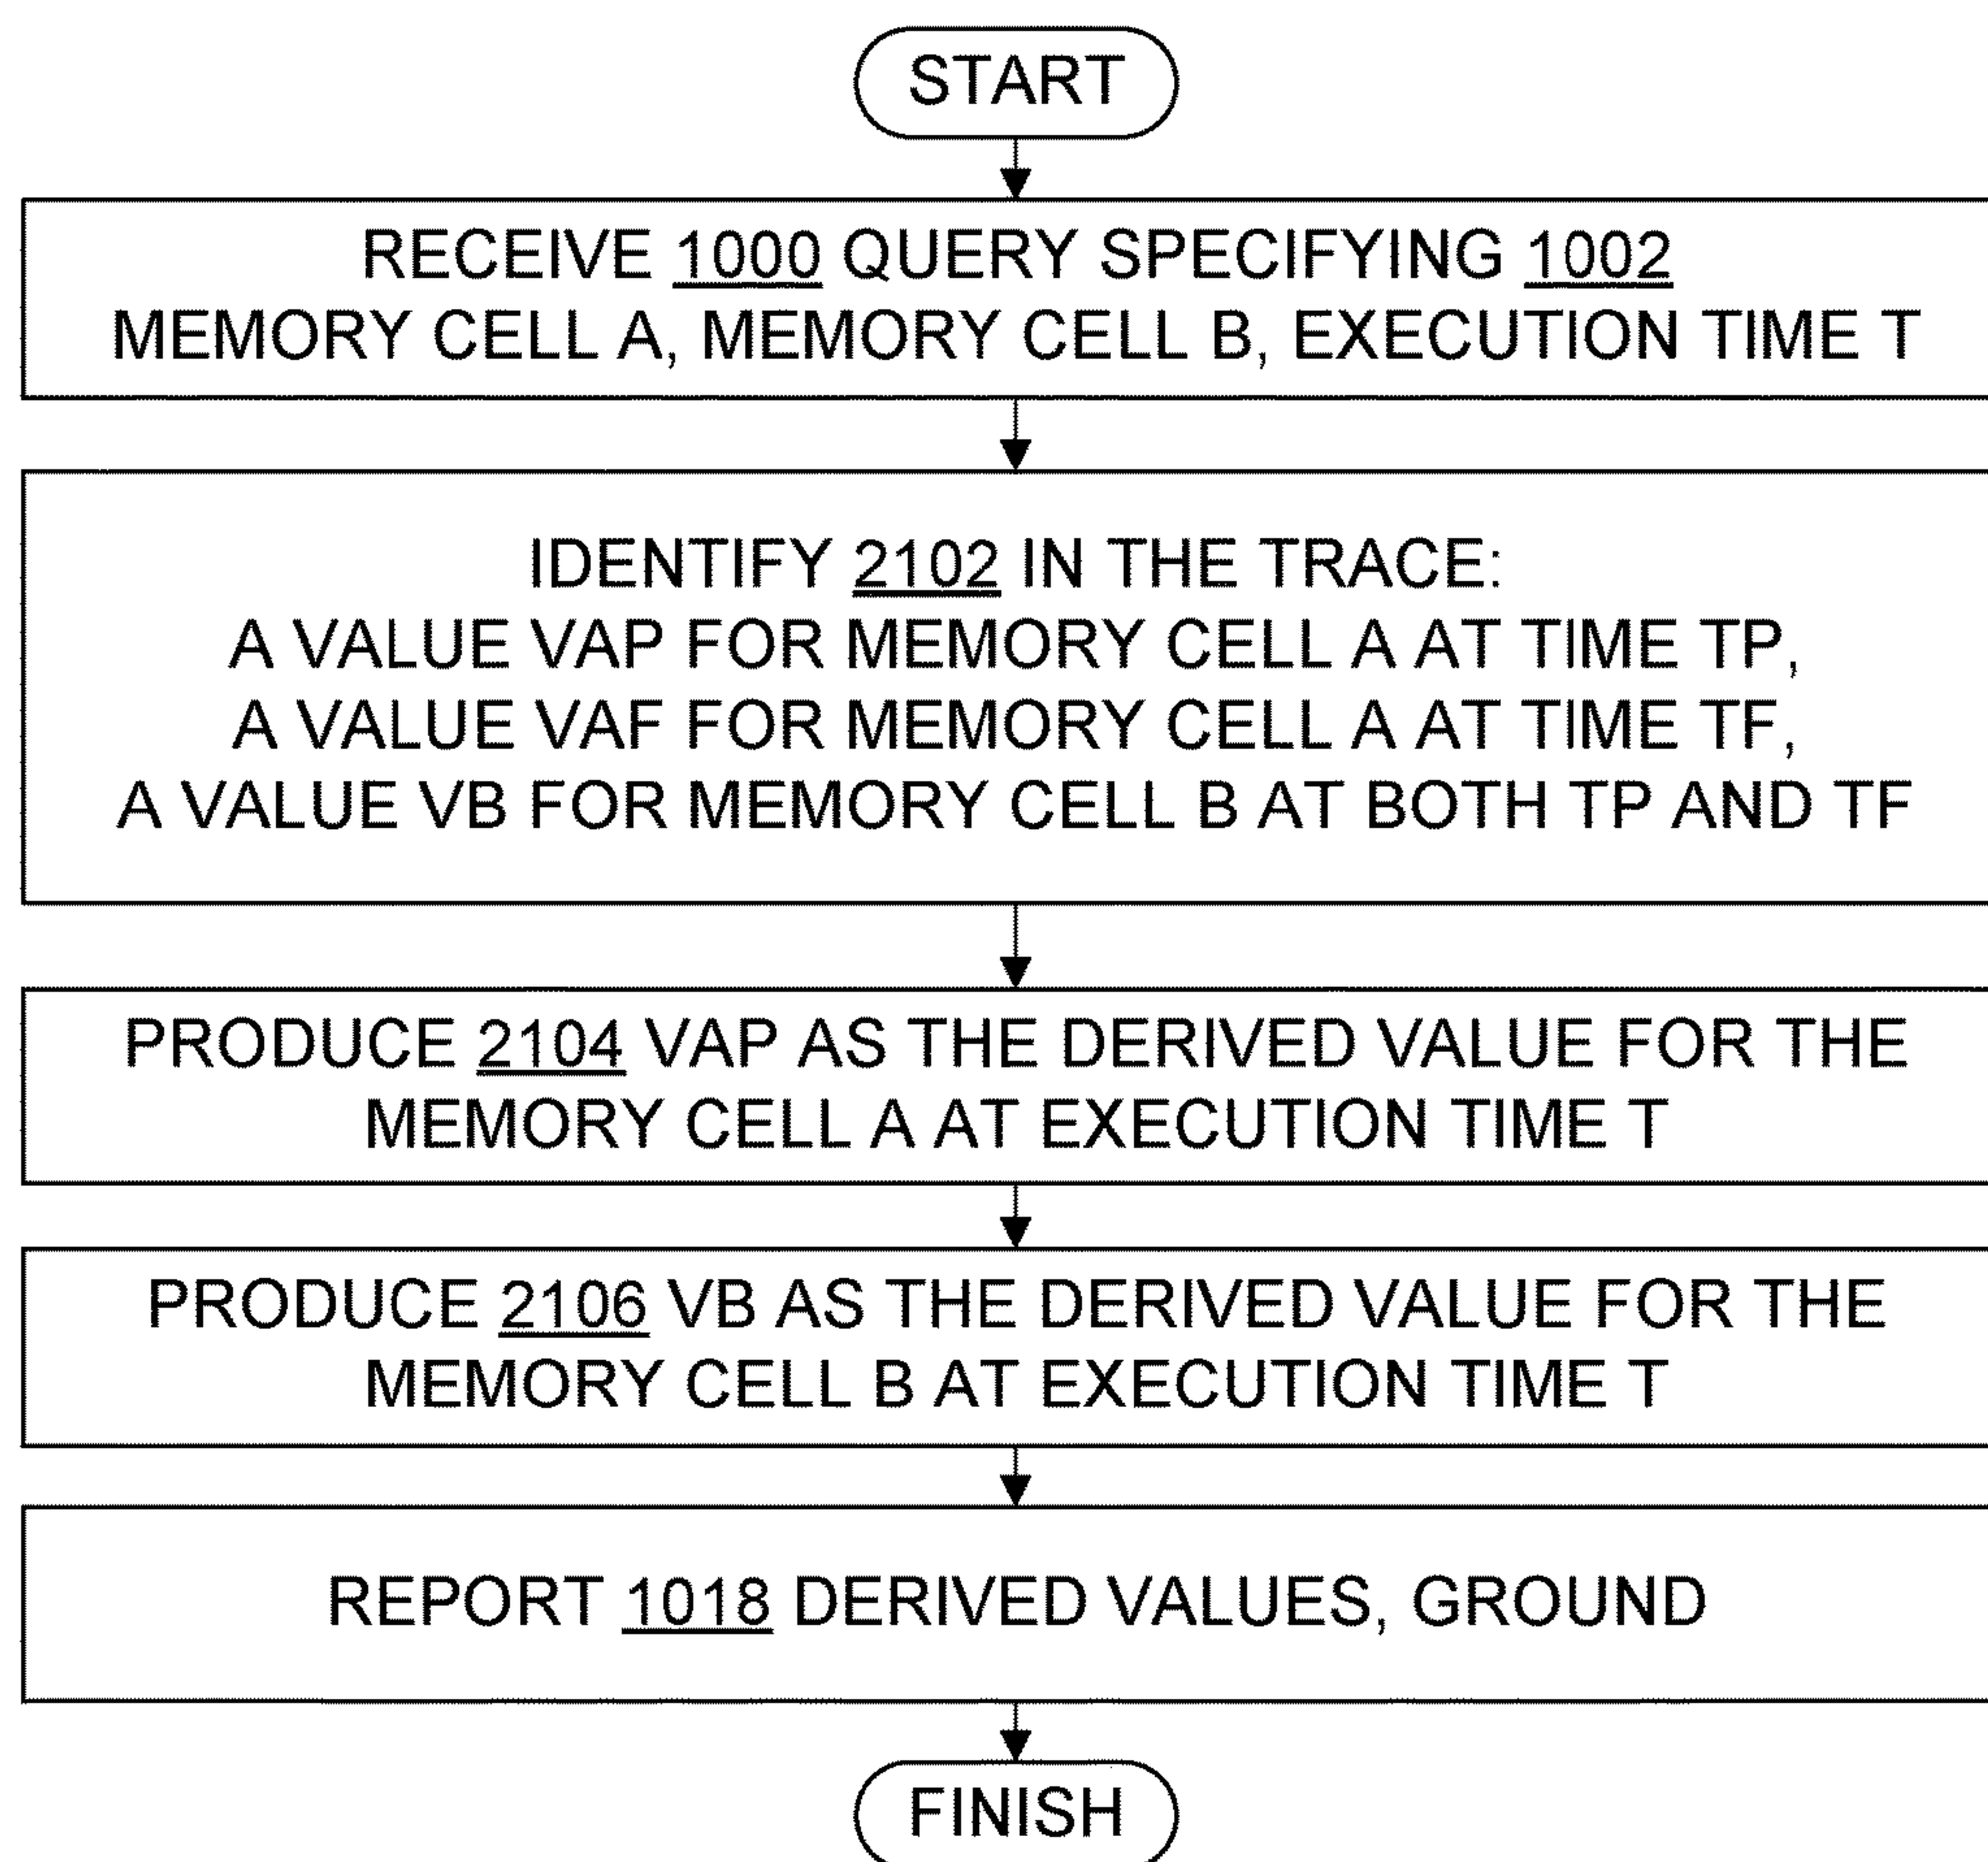 START
RECEIVE 1000 QUERY SPECIFYING 1002
MEMORY CELL A, MEMORY CELL B, EXECUTION TIME T
IDENTIFY 2102 IN THE TRACE:
A VALUE VAP FOR MEMORY CELL A AT TIME TP,
A VALUE VAF FOR MEMORY CELL A AT TIME TF,
A VALUE VB FOR MEMORY CELL B AT BOTH TP AND TF
PRODUCE 2104 VAP AS THE DERIVED VALUE FOR THE
MEMORY CELL A AT EXECUTION TIME T
PRODUCE 2106 VB AS THE DERIVED VALUE FOR THE
MEMORY CELL B AT EXECUTION TIME T
REPORT 1018 DERIVED VALUES, GROUND
FINISH